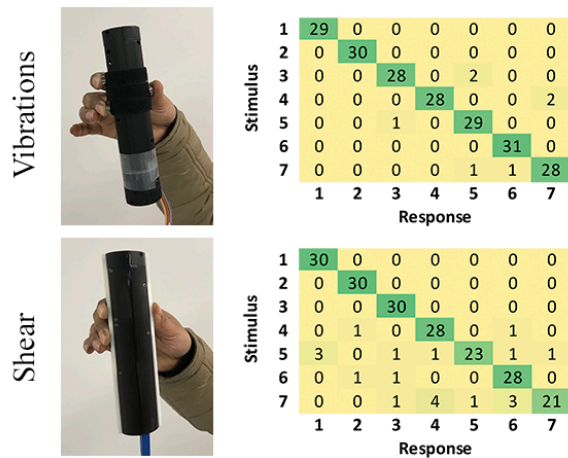 Vibrations
Stimulus
1 29 0 0 0 0 0 0
2 0 30 0 0 0 0 0
3 0 0 28 0 2 0 0
4 0 0 0 28 0 0 2
5 0 0 1 0 29 0 0
6 0 0 0 0 0 31 0
7 0 0 0 0 1 1 28
1 2 3 4 5 6 7
Response
Shear
Stimulus
1 30 0 0 0 0 0 0
2 0 30 0 0 0 0 0
3 0 0 30 0 0 0 0
4 0 1 0 28 0 1 0
5 3 0 1 1 23 1 1
6 0 1 1 0 0 28 0
7 0 0 1 4 1 3 21
1 2 3 4 5 6 7
Response